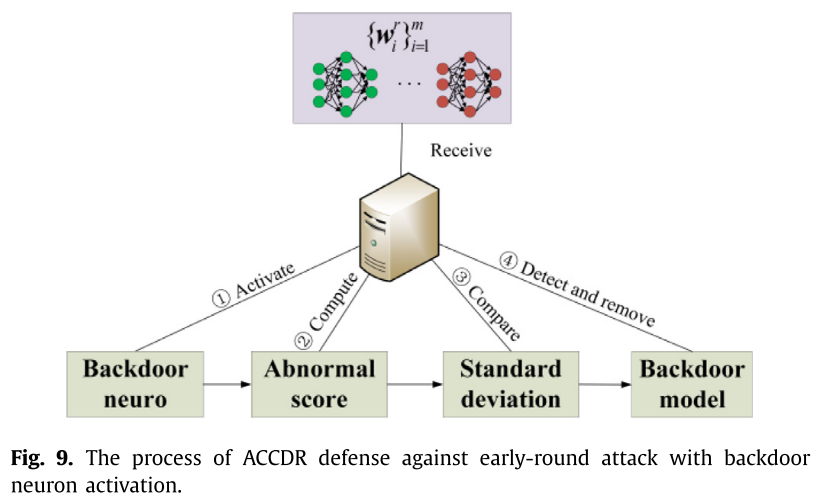 {w_i^r}_{i=1}^m
...
Receive
① Activate
② Compute
③ Compare
④ Detect and remove
Backdoor
neuro
Abnormal
score
Standard
deviation
Backdoor
model
Fig. 9. The process of ACCDR defense against early-round attack with backdoor
neuron activation.